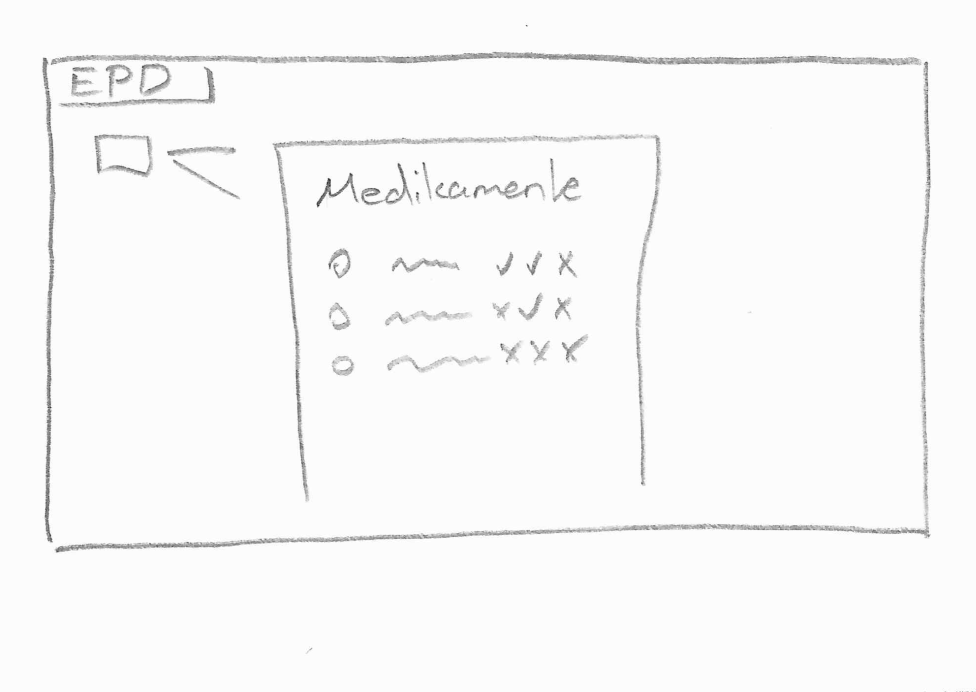 EPD
Medikamente
✓ ✓ x
x ✓ x
x x x